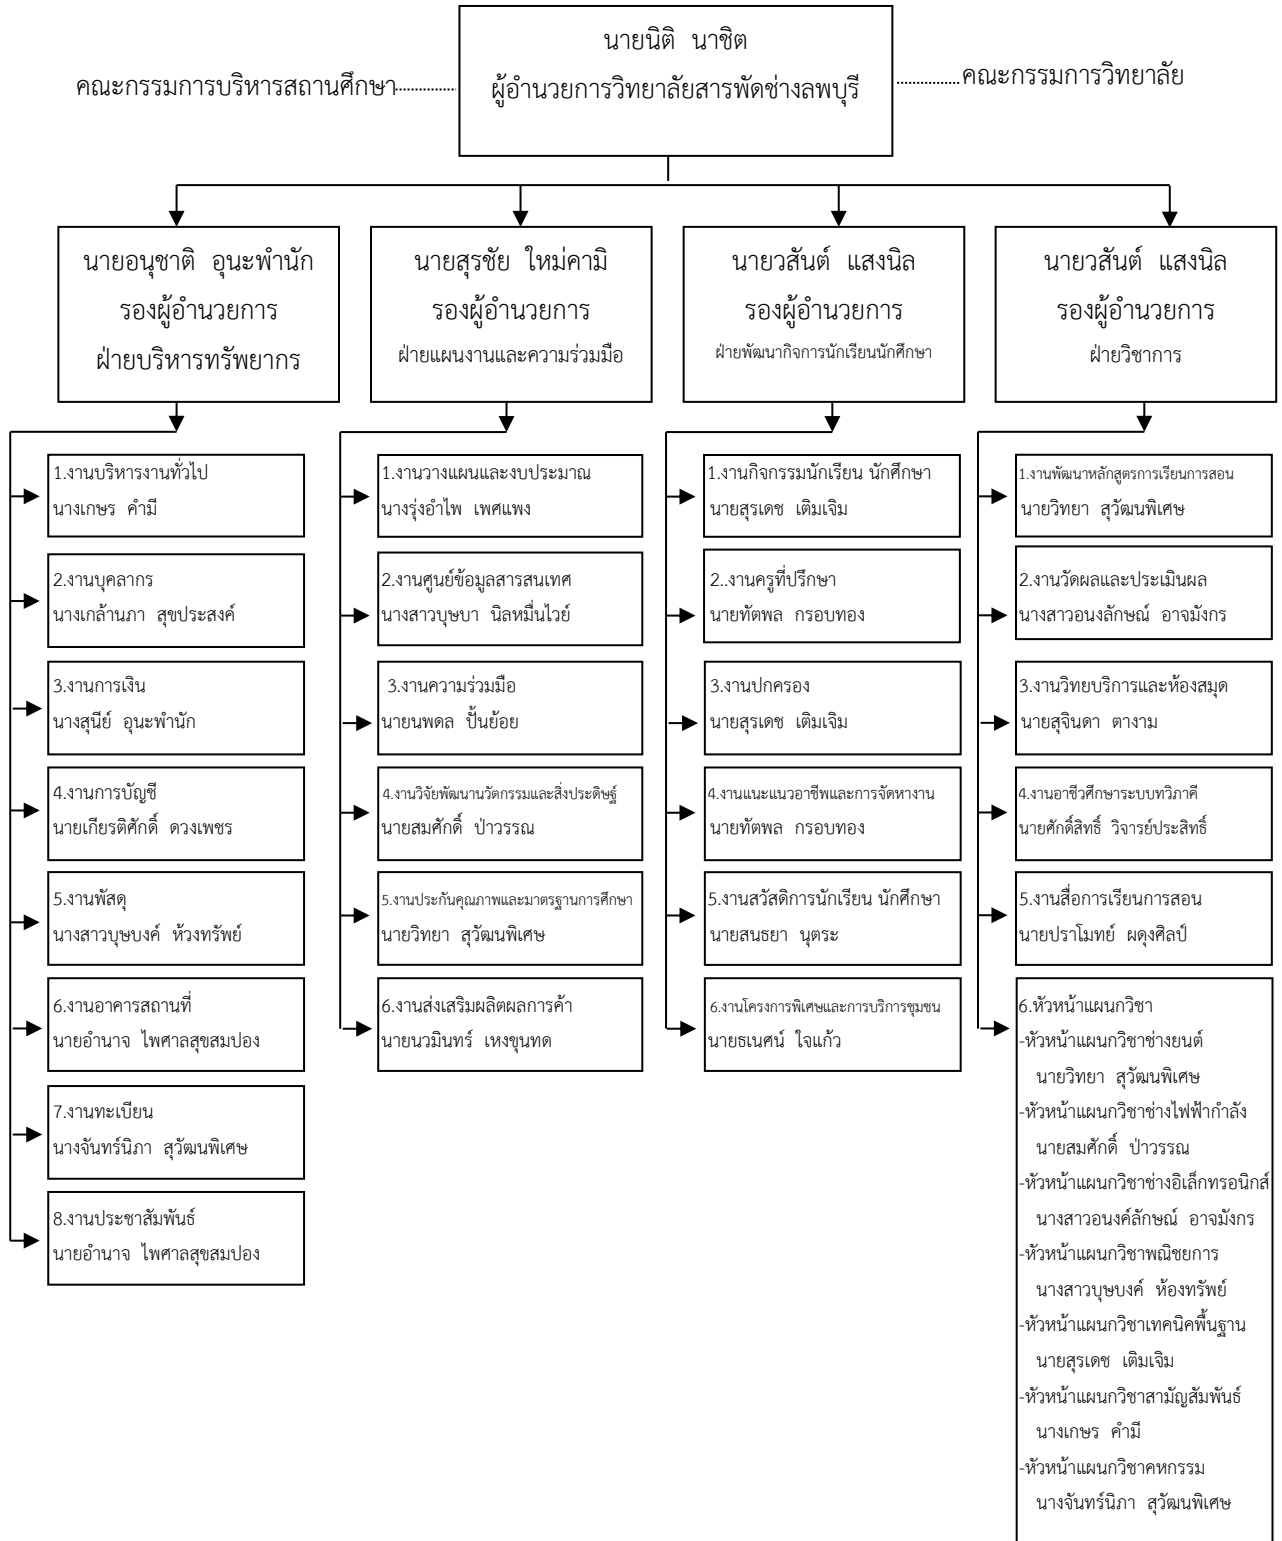 นายนิติ นาชิต
ผู้อำนวยการวิทยาลัยสารพัดช่างลพบุรี
คณะกรรมการบริหารสถานศึกษา
คณะกรรมการวิทยาลัย
นายอนุชาติ อุนะพำนัก
รองผู้อำนวยการ
ฝ่ายบริหารทรัพยากร
นายสุรชัย ใหม่คามิ
รองผู้อำนวยการ
ฝ่ายแผนงานและความร่วมมือ
นายวสันต์ แสงนิล
รองผู้อำนวยการ
ฝ่ายพัฒนากิจการนักเรียนนักศึกษา
นายวสันต์ แสงนิล
รองผู้อำนวยการ
ฝ่ายวิชาการ
1.งานบริหารงานทั่วไป
นางเกษร คำมี
2.งานบุคลากร
นางเกล้านภา สุขประสงค์
3.งานการเงิน
นางสุนีย์ อุนะพำนัก
4.งานการบัญชี
นายเกียรติศักดิ์ ดวงเพชร
5.งานพัสดุ
นางสาวบุษบงค์ ห้วงทรัพย์
6.งานอาคารสถานที่
นายอำนาจ ไพศาลสุขสมปอง
7.งานทะเบียน
นางจันทร์นิภา สุวัฒนพิเศษ
8.งานประชาสัมพันธ์
นายอำนาจ ไพศาลสุขสมปอง
1.งานวางแผนและงบประมาณ
นางรุ่งอำไพ เพศแพง
2.งานศูนย์ข้อมูลสารสนเทศ
นางสาวบุษบา นิลหมื่นไวย์
3.งานความร่วมมือ
นายนพดล ปั้นย้อย
4.งานวิจัยพัฒนานวัตกรรมและสิ่งประดิษฐ์
นายสมศักดิ์ ป่าวรรณ
5.งานประกันคุณภาพและมาตรฐานการศึกษา
นายวิทยา สุวัฒนพิเศษ
6.งานส่งเสริมผลิตผลการค้า
นายนวมินทร์ เหงขุนทด
1.งานกิจกรรมนักเรียน นักศึกษา
นายสุรเดช เติมเจิม
2..งานครูที่ปรึกษา
นายทัตพล กรอบทอง
3.งานปกครอง
นายสุรเดช เติมเจิม
4.งานแนะแนวอาชีพและการจัดหางาน
นายทัตพล กรอบทอง
5.งานสวัสดิการนักเรียน นักศึกษา
นายสนธยา นุตระ
6.งานโครงการพิเศษและการบริการชุมชน
นายธเนศน์ ใจแก้ว
1.งานพัฒนาหลักสูตรการเรียนการสอน
นายวิทยา สุวัฒนพิเศษ
2.งานวัดผลและประเมินผล
นางสาวอนงลักษณ์ อาจมังกร
3.งานวิทยบริการและห้องสมุด
นายสุจินดา ตางาม
4.งานอาชีวศึกษาระบบทวิภาคี
นายศักดิ์สิทธิ์ วิจารย์ประสิทธิ์
5.งานสื่อการเรียนการสอน
นายปราโมทย์ ผดุงศิลป์
6.หัวหน้าแผนกวิชา
-หัวหน้าแผนกวิชาช่างยนต์
นายวิทยา สุวัฒนพิเศษ
-หัวหน้าแผนกวิชาช่างไฟฟ้ากำลัง
นายสมศักดิ์ ป่าวรรณ
-หัวหน้าแผนกวิชาช่างอิเล็กทรอนิกส์
นางสาวอนงค์ลักษณ์ อาจมังกร
-หัวหน้าแผนกวิชาพณิชยการ
นางสาวบุษบงค์ ห้องทรัพย์
-หัวหน้าแผนกวิชาเทคนิคพื้นฐาน
นายสุรเดช เติมเจิม
-หัวหน้าแผนกวิชาสามัญสัมพันธ์
นางเกษร คำมี
-หัวหน้าแผนกวิชาคหกรรม
นางจันทร์นิภา สุวัฒนพิเศษ